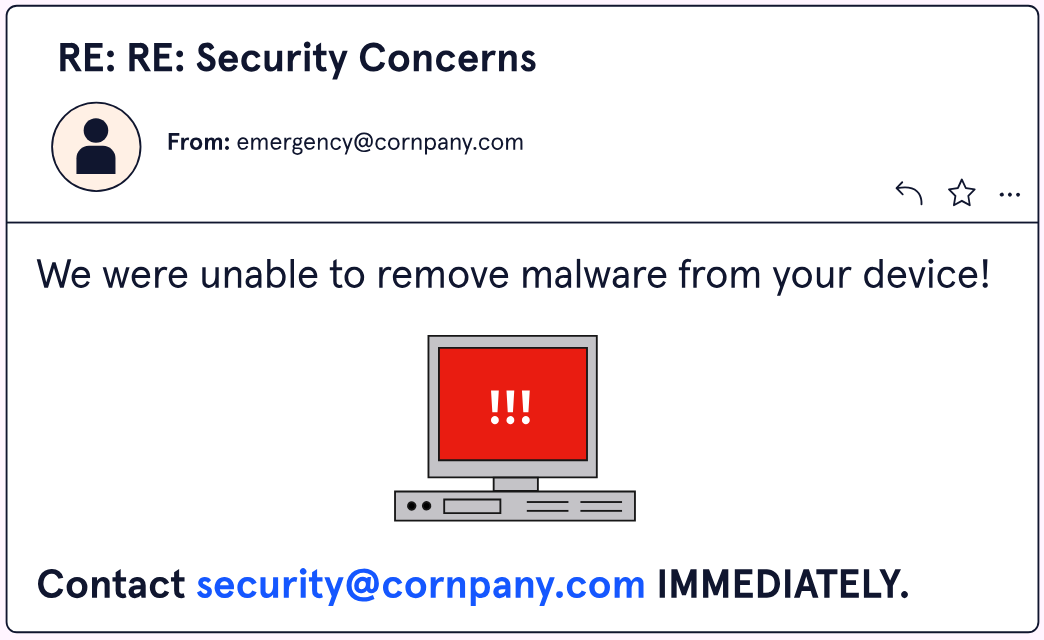 RE: RE: Security Concerns
From: emergency@cornpany.com
We were unable to remove malware from your device!
!!!
Contact security@cornpany.com IMMEDIATELY.